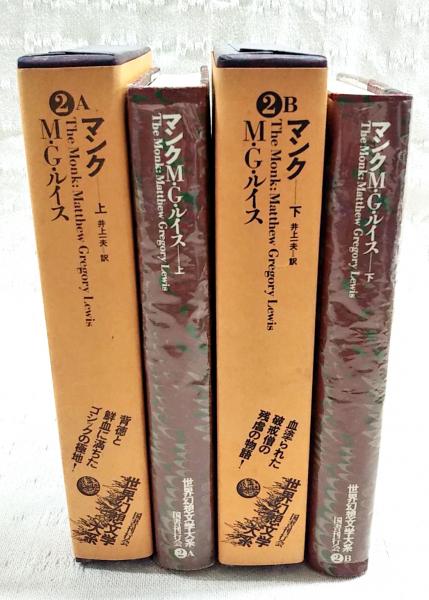 2A
マンク——上 井上一夫=訳
The Monk: Matthew Gregory Lewis
M・G・ルイス
背徳と
鮮血に満ちた
ゴシックの極地!
世界幻想文学大系
マンク M・G・ルイス——上
The Monk: Matthew Gregory Lewis
世界幻想文学大系
国書刊行会
2A
2B
マンク——下 井上一夫=訳
The Monk: Matthew Gregory Lewis
M・G・ルイス
血塗られた
破戒僧の
残虐の物語!
世界幻想文学大系
国書刊行会
マンク M・G・ルイス——下
The Monk: Matthew Gregory Lewis
世界幻想文学大系
国書刊行会
2B